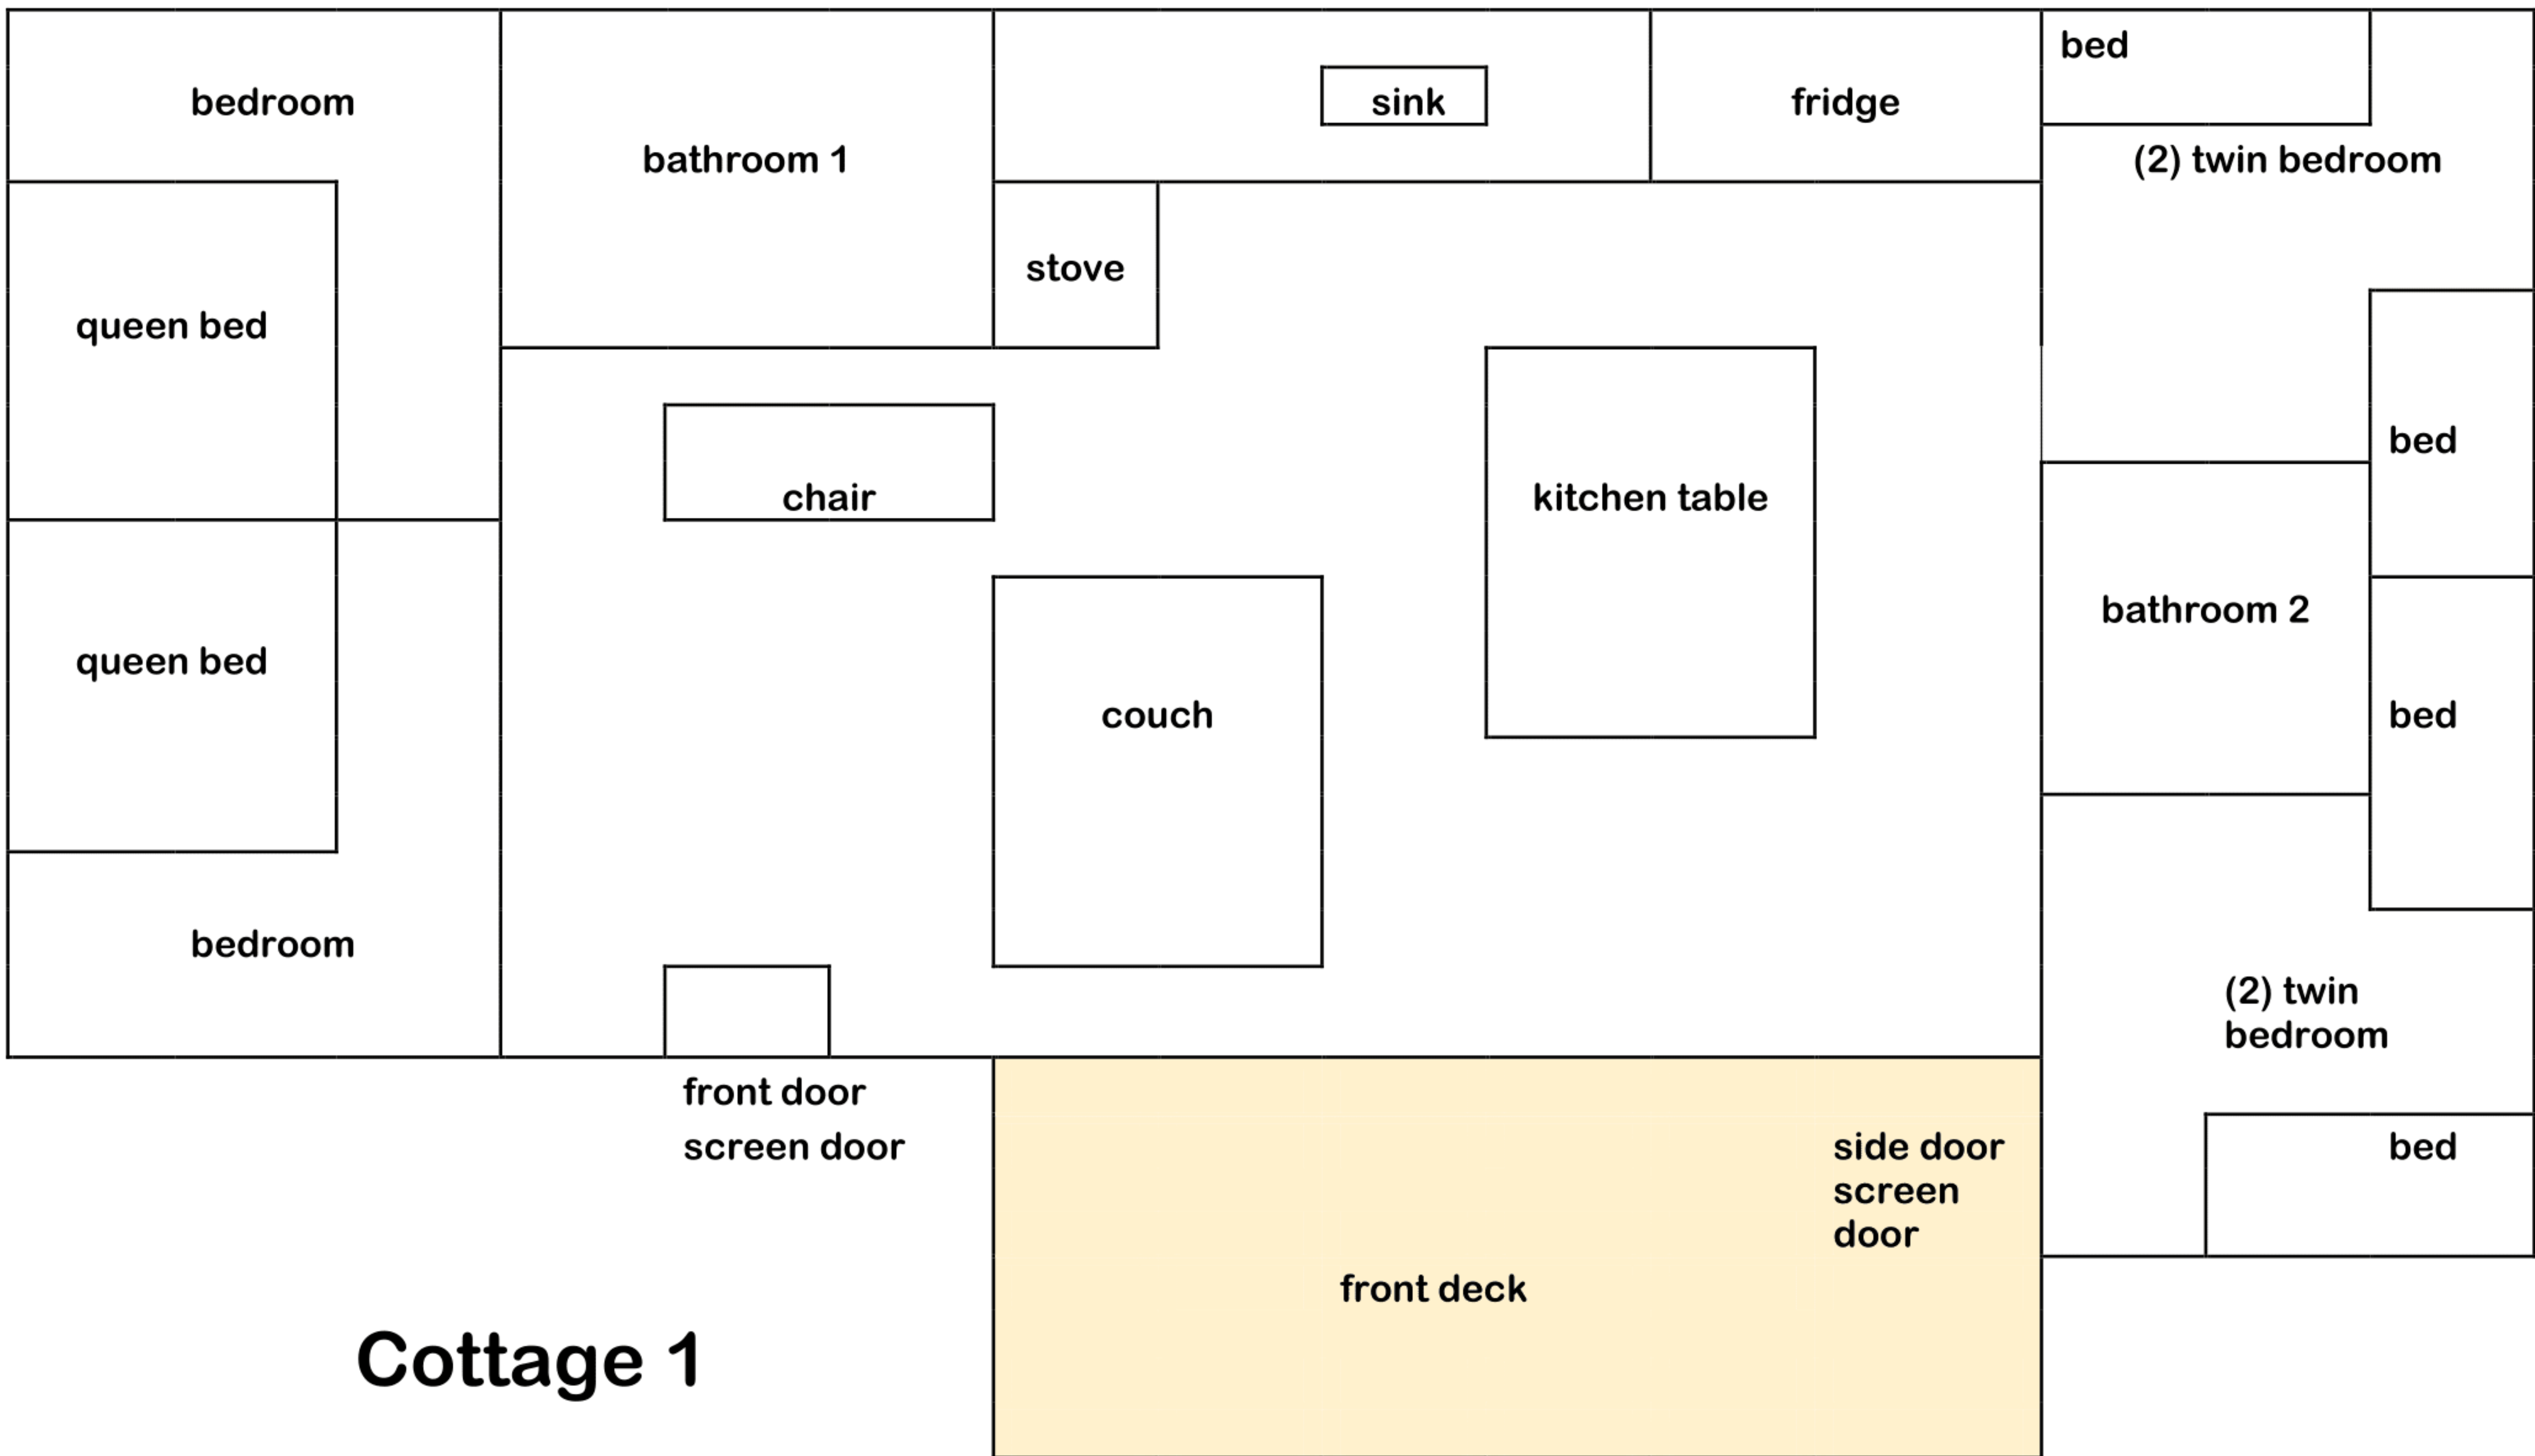 bed
bedroom
sink
fridge
bathroom 1
(2) twin bedroom
stove
queen bed
bed
chair
kitchen table
bathroom 2
queen bed
couch
bed
bedroom
(2) twin
bedroom
front door
screen door
side door
screen
door
bed
front deck
Cottage 1